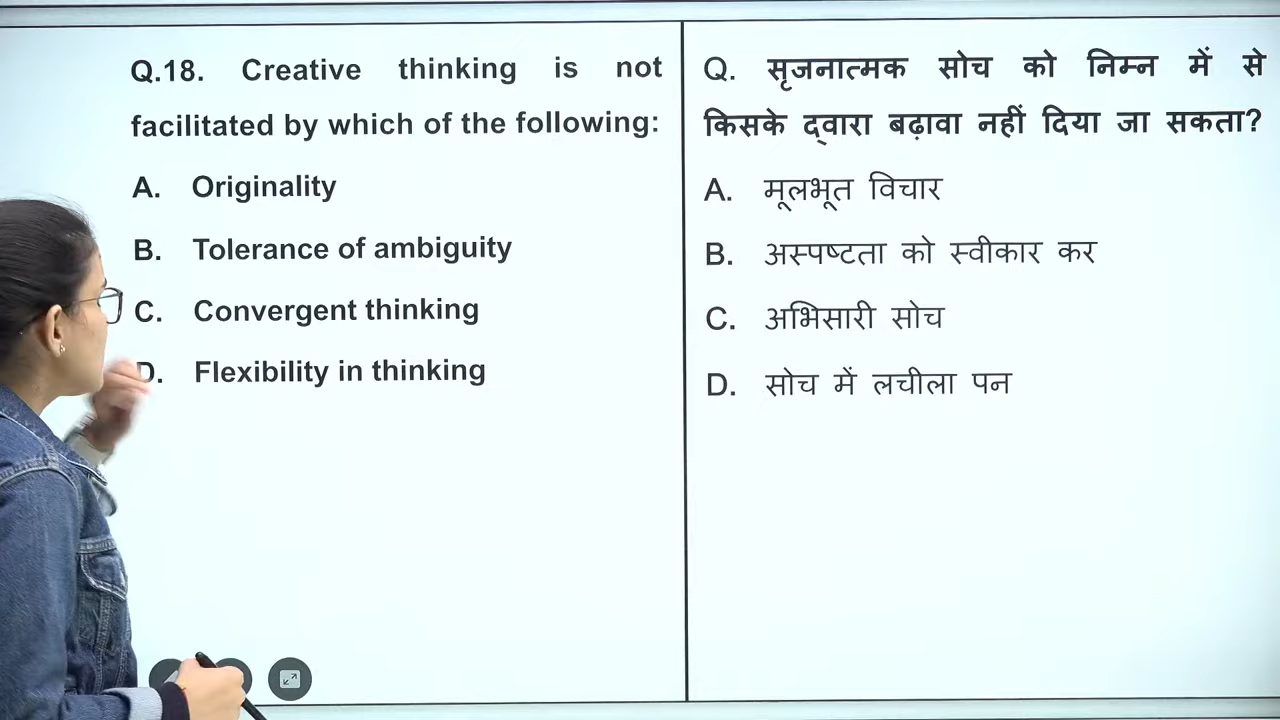 Q.18. Creative thinking is not
facilitated by which of the following:
A. Originality
B. Tolerance of ambiguity
C. Convergent thinking
D. Flexibility in thinking
Q. सृजनात्मक सोच को निम्न में से
किसके द्वारा बढ़ावा नहीं दिया जा सकता?
A. मूलभूत विचार
B. अस्पष्टता को स्वीकार कर
C. अभिसारी सोच
D. सोच में लचीला पन